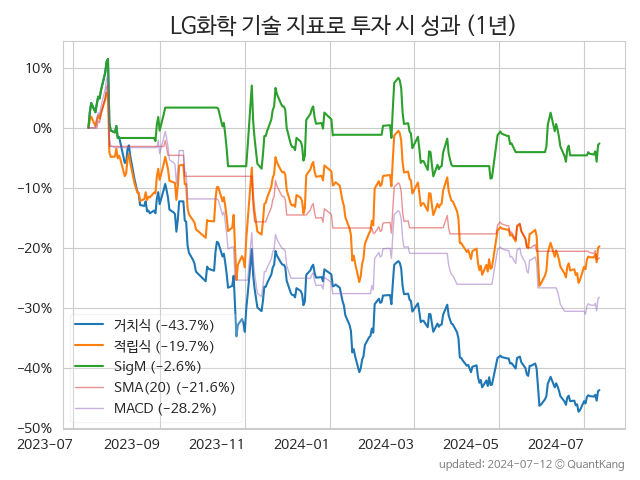 LG화학 기술 지표로 투자 시 성과 (1년)
10%
0%
−10%
−20%
−30%
−40%
−50%
거치식 (−43.7%)
적립식 (−19.7%)
SigM (−2.6%)
SMA(20) (−21.6%)
MACD (−28.2%)
2023-07 2023-09 2023-11 2024-01 2024-03 2024-05 2024-07
updated: 2024-07-12 © QuantKang